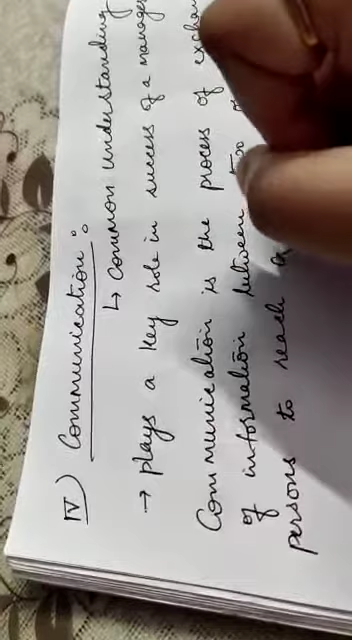 IV) Communication :
↳ Common understanding
→ plays a key role in success of a manager
Communication is the process of
of information between two
persons to reach